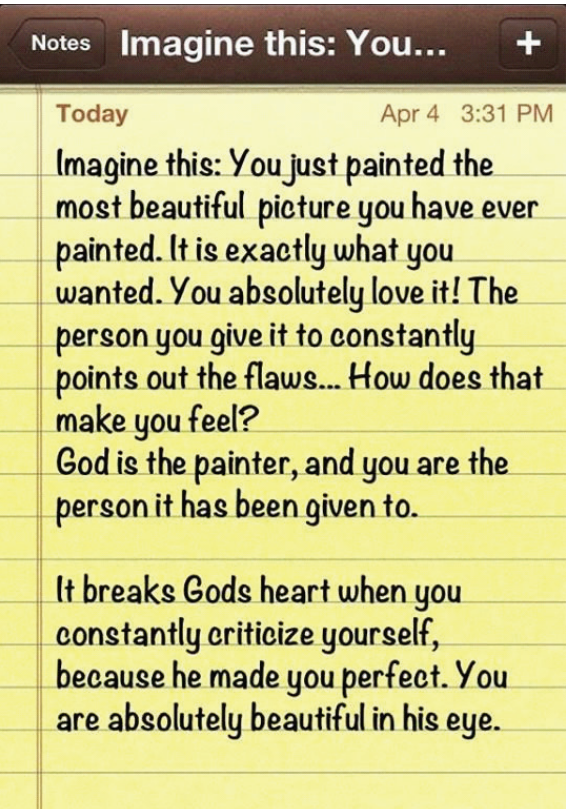 Notes
Imagine this: You...
+
Today
Apr 4 3:31 PM
Imagine this: You just painted the
most beautiful picture you have ever
painted. It is exactly what you
wanted. You absolutely love it! The
person you give it to constantly
points out the flaws... How does that
make you feel?
God is the painter, and you are the
person it has been given to.
It breaks Gods heart when you
constantly criticize yourself,
because he made you perfect. You
are absolutely beautiful in his eye.